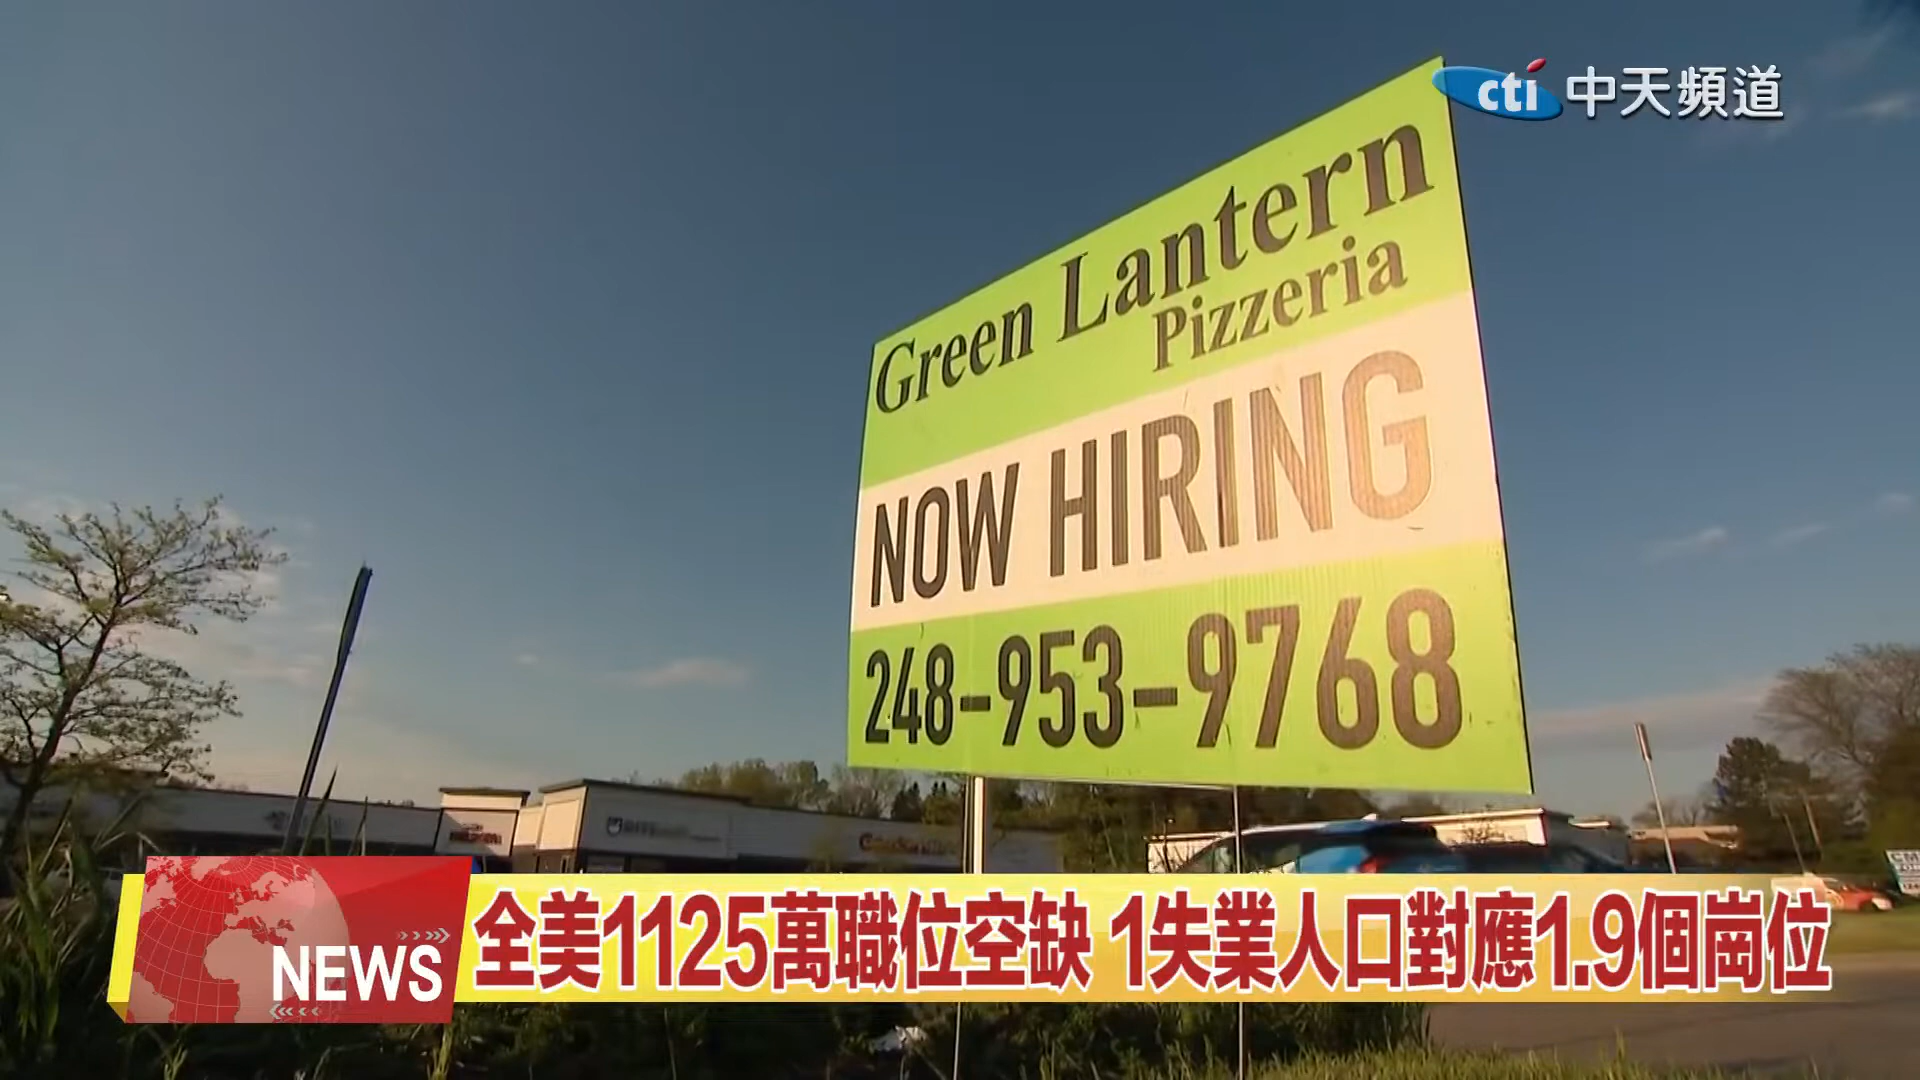 cti 中天頻道
Green Lantern
Pizzeria
NOW HIRING
248-953-9768
NEWS
全美1125萬職位空缺 1失業人口對應1.9個崗位